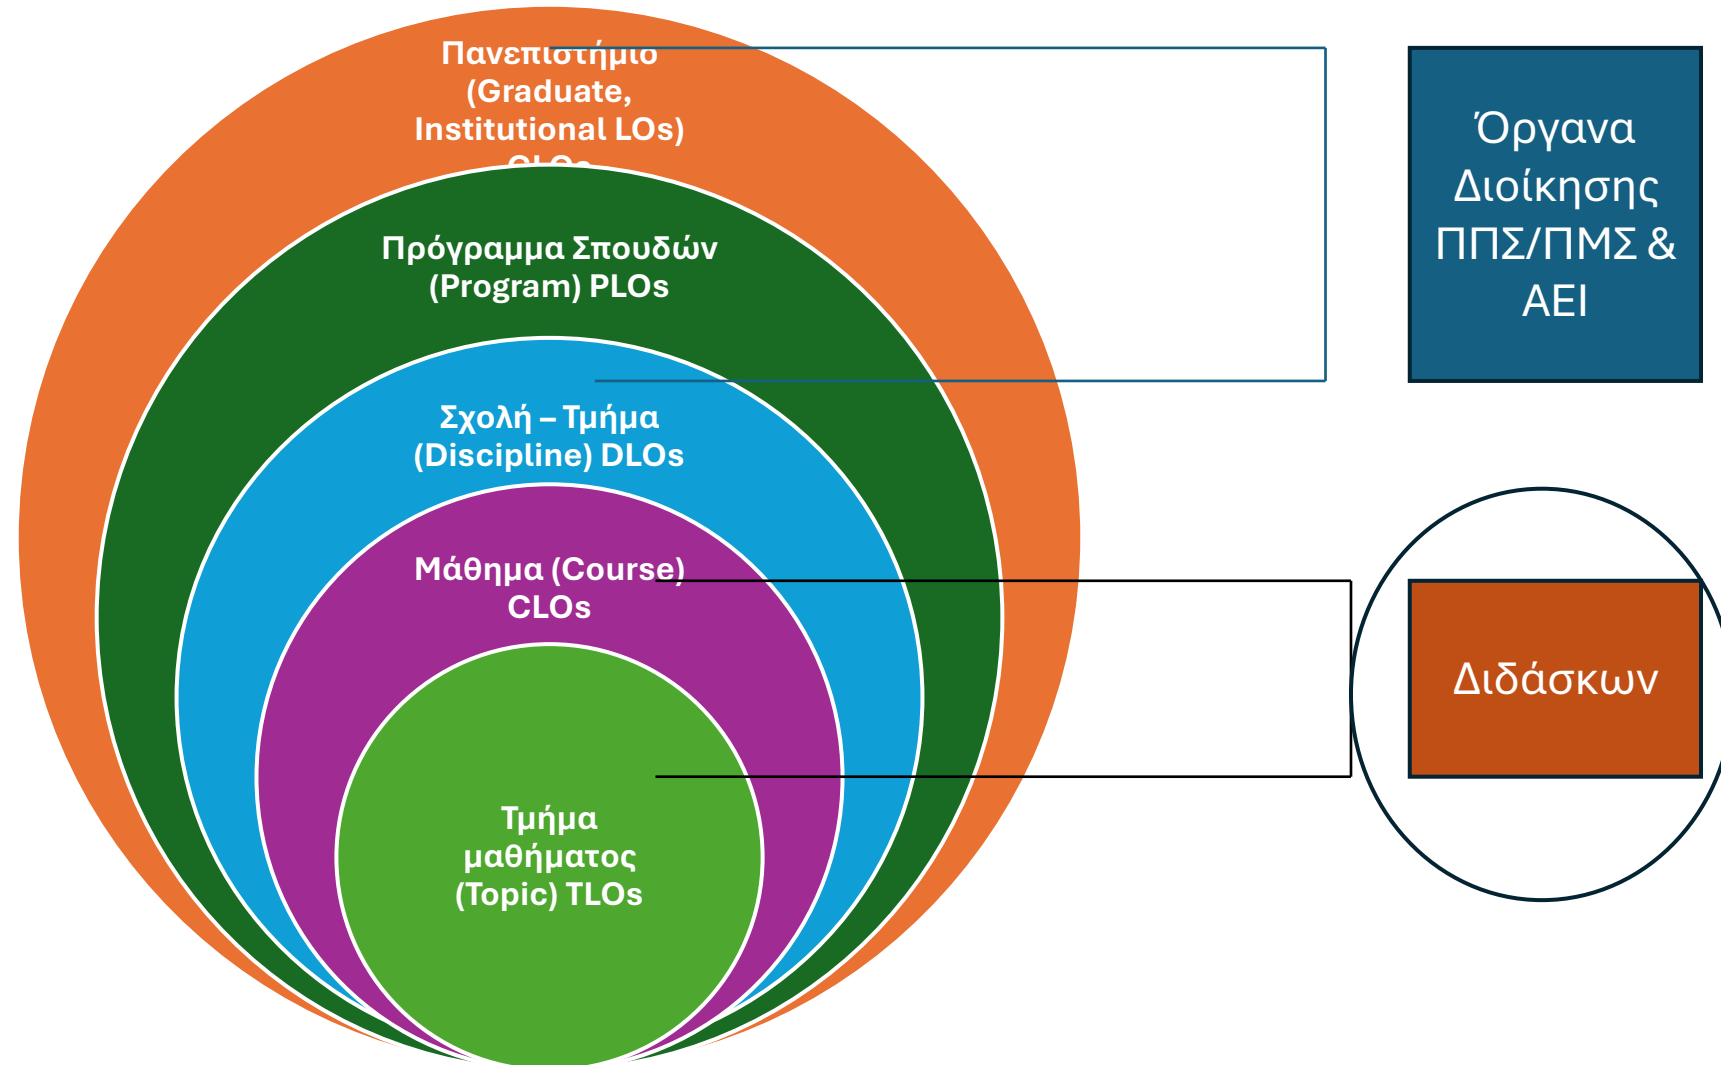 Πανεπιστήμιο
(Graduate,
Institutional LOs)
Πρόγραμμα Σπουδών
(Program) PLOs
Σχολή – Τμήμα
(Discipline) DLOs
Μάθημα (Course)
CLOs
Τμήμα
μαθήματος
(Topic) TLOs
Όργανα
Διοίκησης
ΠΠΣ/ΠΜΣ &
ΑΕΙ
Διδάσκων